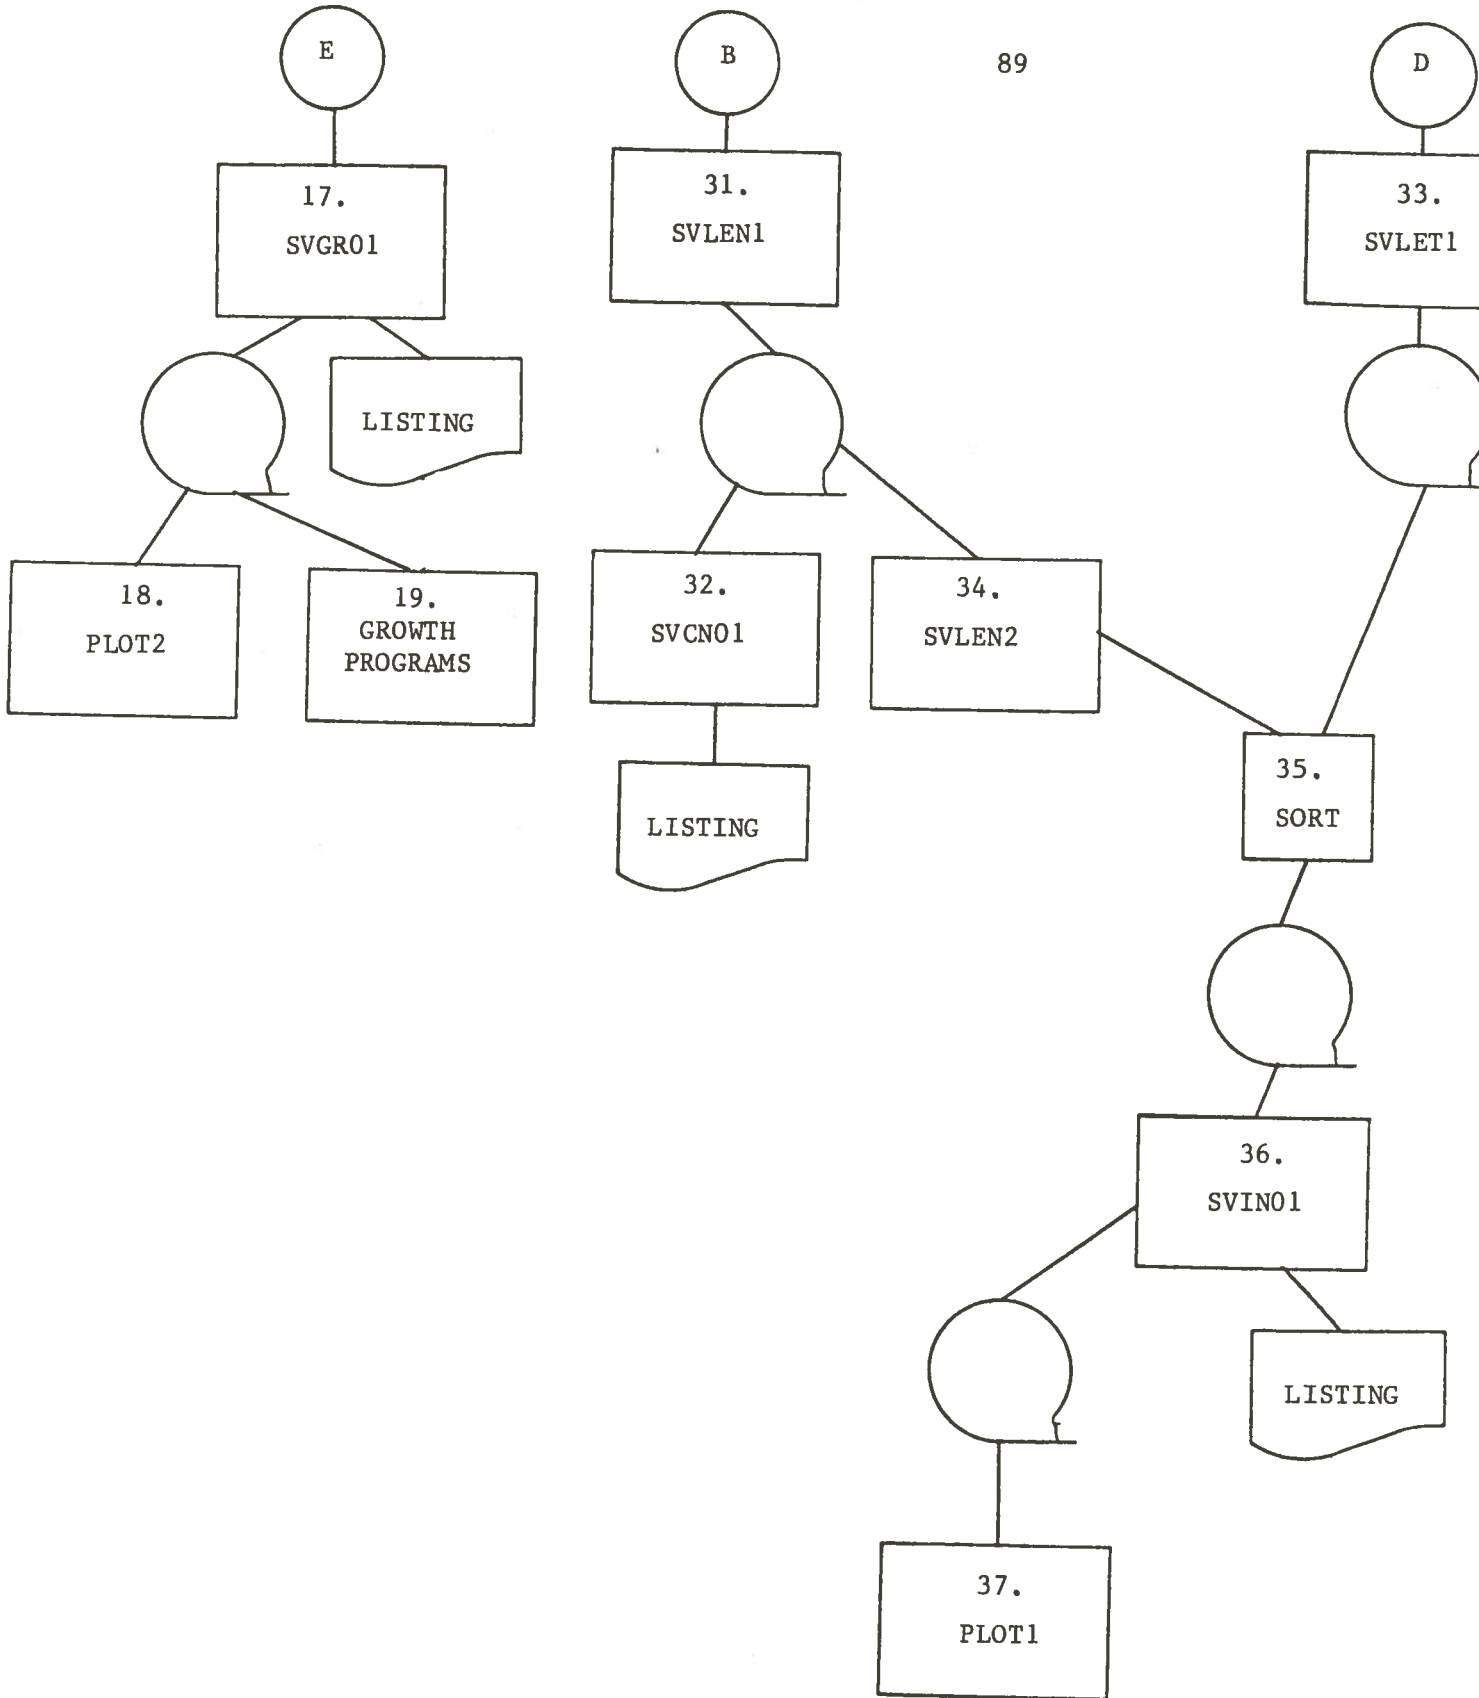 E
B
89
D
17.
SVGR01
31.
SVLEN1
33.
SVLET1
LISTING
18.
PLOT2
19.
GROWTH
PROGRAMS
32.
SVCN01
34.
SVLEN2
35.
SORT
LISTING
36.
SVIN01
LISTING
37.
PLOT1